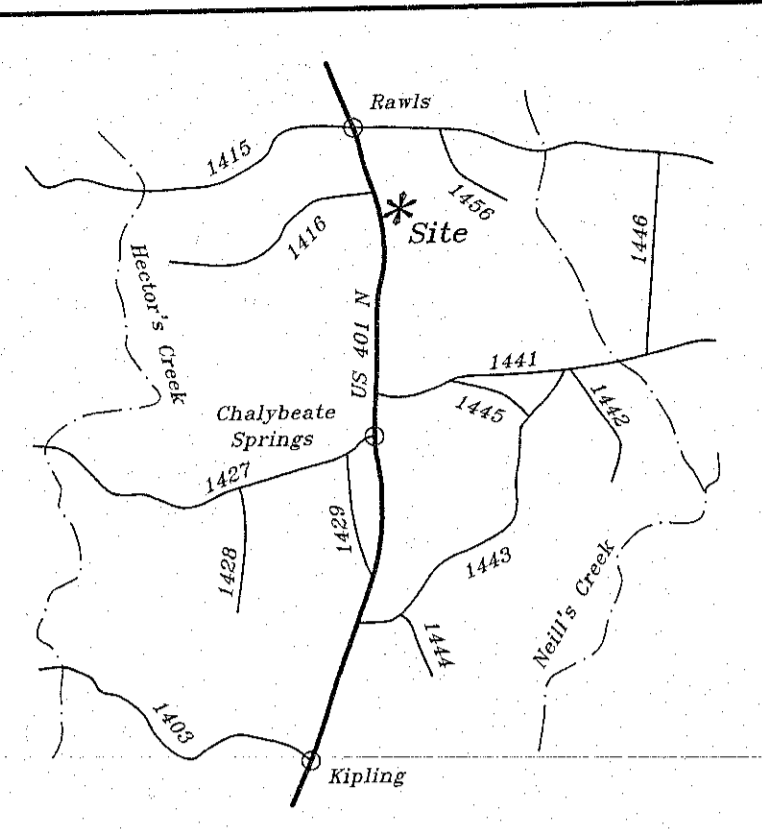 Rawls
1415
1456
1416
Site
1446
Hector's Creek
US 401 N
1441
1445
1442
Chalybeate
Springs
1427
1429
1428
1443
Neill's Creek
1444
1403
Kipling